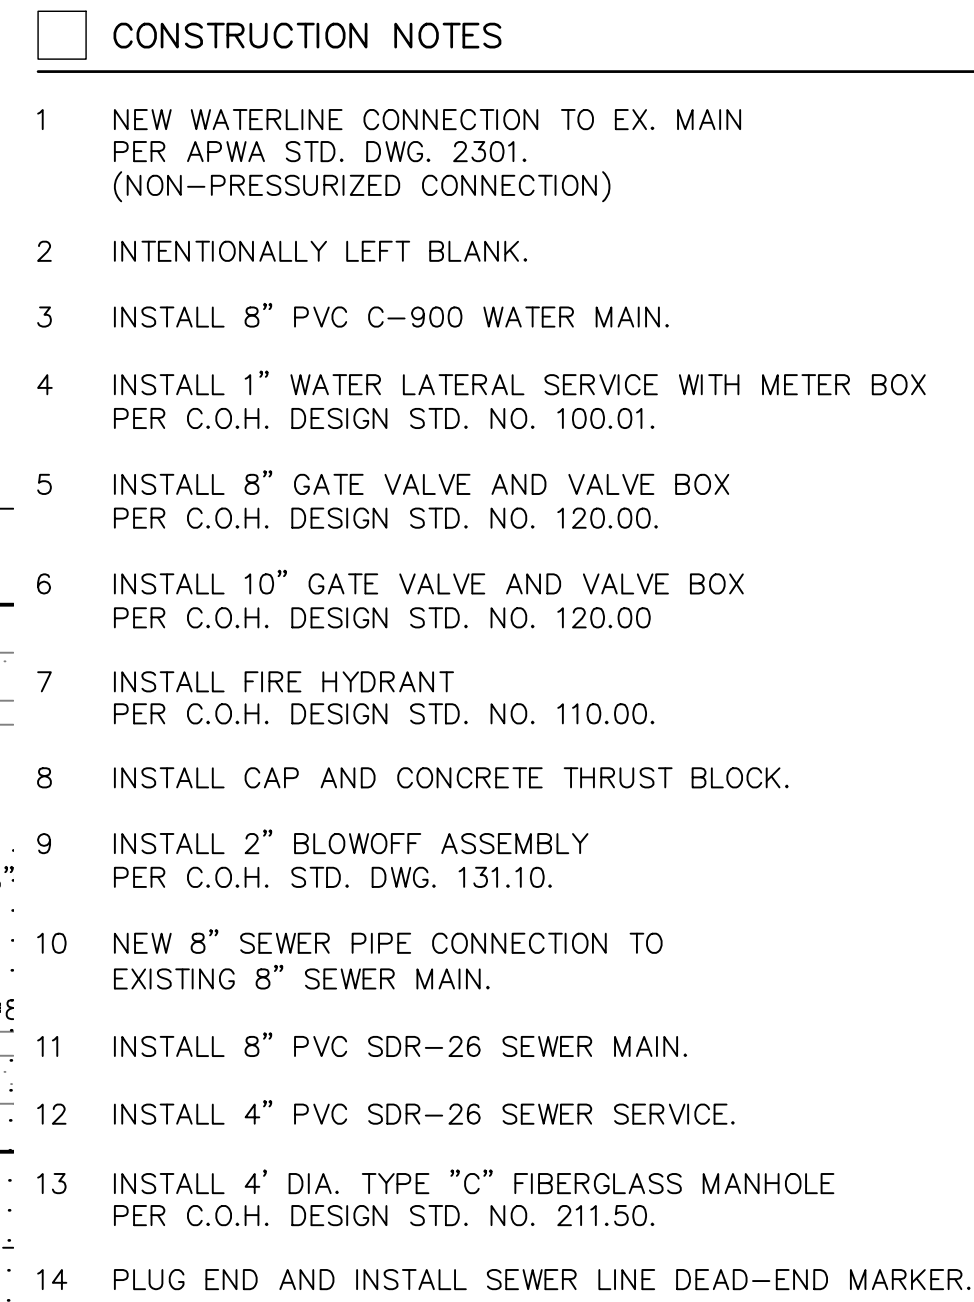 CONSTRUCTION NOTES
1 NEW WATERLINE CONNECTION TO EX. MAIN
PER APWA STD. DWG. 2301.
(NON-PRESSURIZED CONNECTION)
2 INTENTIONALLY LEFT BLANK.
3 INSTALL 8" PVC C-900 WATER MAIN.
4 INSTALL 1" WATER LATERAL SERVICE WITH METER BOX
PER C.O.H. DESIGN STD. NO. 100.01.
5 INSTALL 8" GATE VALVE AND VALVE BOX
PER C.O.H. DESIGN STD. NO. 120.00.
6 INSTALL 10" GATE VALVE AND VALVE BOX
PER C.O.H. DESIGN STD. NO. 120.00
7 INSTALL FIRE HYDRANT
PER C.O.H. DESIGN STD. NO. 110.00.
8 INSTALL CAP AND CONCRETE THRUST BLOCK.
9 INSTALL 2" BLOWOFF ASSEMBLY
PER C.O.H. STD. DWG. 131.10.
10 NEW 8" SEWER PIPE CONNECTION TO
EXISTING 8" SEWER MAIN.
11 INSTALL 8" PVC SDR-26 SEWER MAIN.
12 INSTALL 4" PVC SDR-26 SEWER SERVICE.
13 INSTALL 4' DIA. TYPE "C" FIBERGLASS MANHOLE
PER C.O.H. DESIGN STD. NO. 211.50.
14 PLUG END AND INSTALL SEWER LINE DEAD-END MARKER.